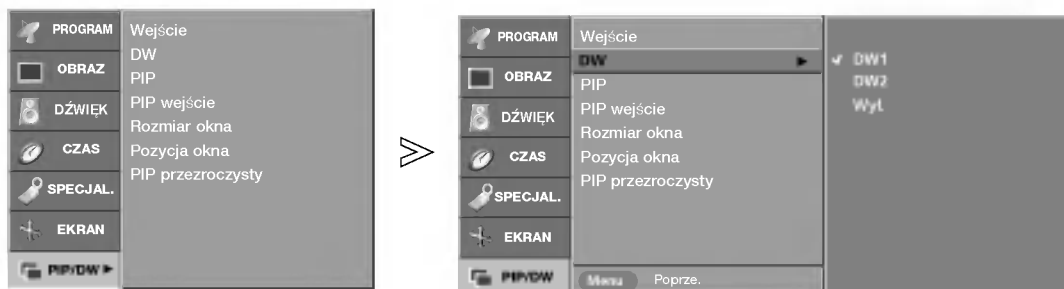 PROGRAM
OBRAZ
DŹWIĘK
CZAS
SPECJAL.
EKRAN
PIP/DW ►
Wejście
DW
PIP
PIP wejście
Rozmiar okna
Pozycja okna
PIP przezroczysty
PROGRAM
OBRAZ
DŹWIĘK
CZAS
SPECJAL.
EKRAN
PIP/DW
Wejście
DW ►
PIP
PIP wejście
Rozmiar okna
Pozycja okna
PIP przezroczysty
Menu Poprze.
✔ DW1
DW2
Wył.